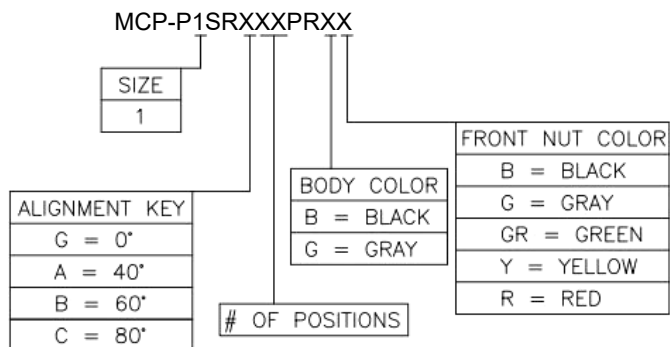 MCP-P1SRXXXPRXX
SIZE
1
FRONT NUT COLOR
B = BLACK
G = GRAY
GR = GREEN
Y = YELLOW
R = RED
BODY COLOR
B = BLACK
G = GRAY
ALIGNMENT KEY
G = 0°
A = 40°
B = 60°
C = 80°
# OF POSITIONS